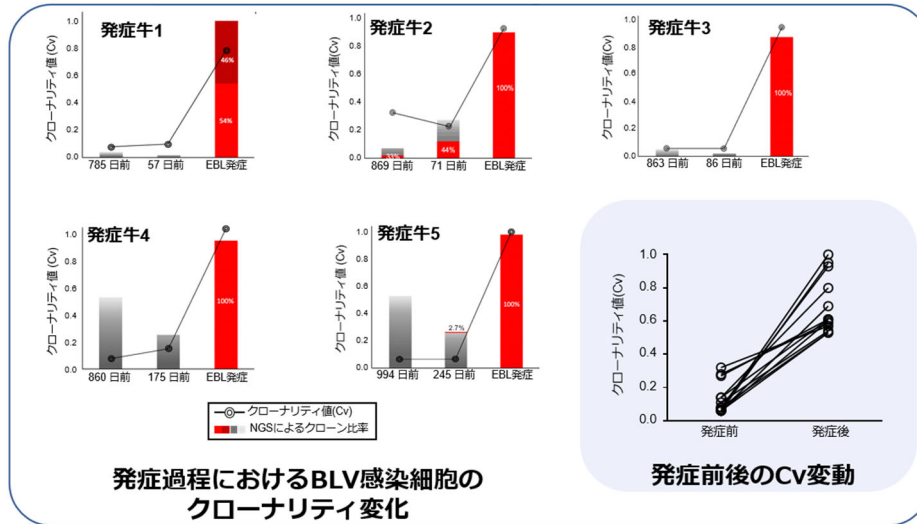 発症牛1
クローナリティ値(Cv)
1.0
0.8
0.6
0.4
0.2
0.0
46%
54%
785 日前
57 日前
EBL発症
発症牛2
クローナリティ値(Cv)
1.0
0.8
0.6
0.4
0.2
0.0
44%
100%
869 日前
71 日前
EBL発症
発症牛3
クローナリティ値(Cv)
1.0
0.8
0.6
0.4
0.2
0.0
100%
863 日前
86 日前
EBL発症
発症牛4
クローナリティ値 (Cv)
1.0
0.8
0.6
0.4
0.2
0.0
100%
860 日前
175 日前
EBL発症
発症牛5
クローナリティ値 (Cv)
1.0
0.8
0.6
0.4
0.2
0.0
2.7%
100%
994 日前
245 日前
EBL発症
クローナリティ値(Cv)
NGSによるクローン比率
発症過程におけるBLV感染細胞の
クローナリティ変化
クローナリティ値(Cv)
1.0
0.8
0.6
0.4
0.2
0.0
発症前
発症後
発症前後のCv変動